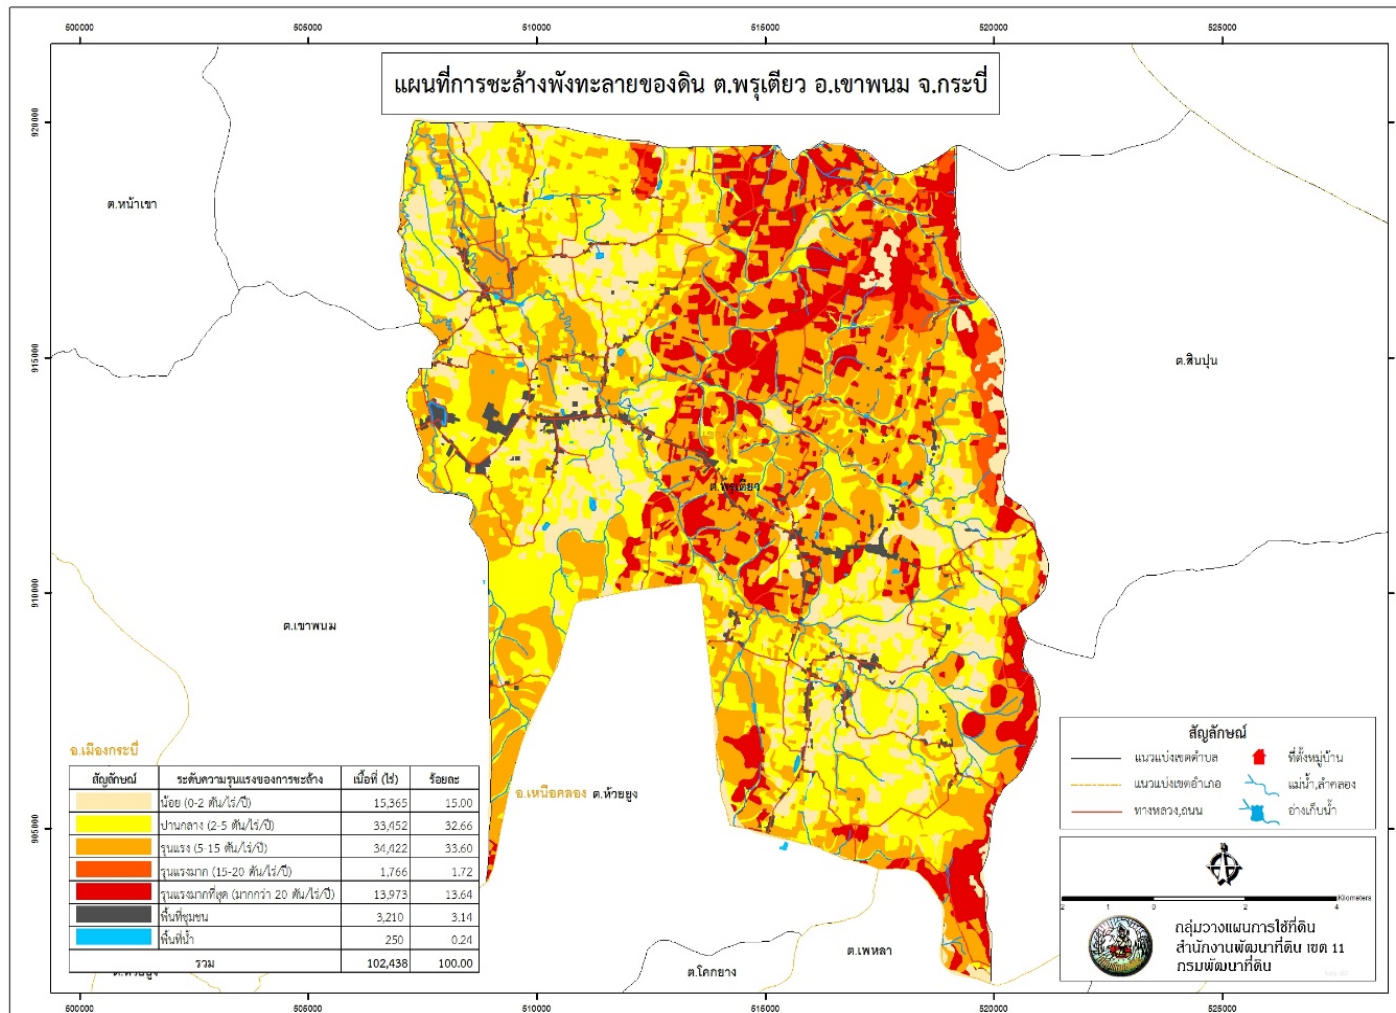 500000 505000 510000 515000 520000 525000
แผนที่การชะล้างพังทะลายของดิน ต.พรุเตียว อ.เขาพนม จ.กระบี่
920000
920000
ต.หน้าเขา
915000
915000
ต.สินปุน
ต.พรุเตียว
910000
910000
ต.เขาพนม
อ.เมืองกระบี่
อ.เหนือคลอง ต.ห้วยยูง
สัญลักษณ์ ระดับความรุนแรงของการชะล้าง เนื้อที่ (ไร่) ร้อยละ
น้อย (0-2 ตัน/ไร่/ปี) 15,365 15.00
ปานกลาง (2-5 ตัน/ไร่/ปี) 33,452 32.66
รุนแรง (5-15 ตัน/ไร่/ปี) 34,422 33.60
รุนแรงมาก (15-20 ตัน/ไร่/ปี) 1,766 1.72
รุนแรงมากที่สุด (มากกว่า 20 ตัน/ไร่/ปี) 13,973 13.64
พื้นที่ชุมชน 3,210 3.14
พื้นที่น้ำ 250 0.24
รวม 102,438 100.00
905000
905000
ต.โคกยาง
ต.เพหลา
สัญลักษณ์
แนวแบ่งเขตตำบล ที่ตั้งหมู่บ้าน
แนวแบ่งเขตอำเภอ แม่น้ำ,ลำคลอง
ทางหลวง,ถนน อ่างเก็บน้ำ
2 1 0 2 4 Kilometers
กลุ่มวางแผนการใช้ที่ดิน
สำนักงานพัฒนาที่ดิน เขต 11
กรมพัฒนาที่ดิน
500000 505000 510000 515000 520000 525000